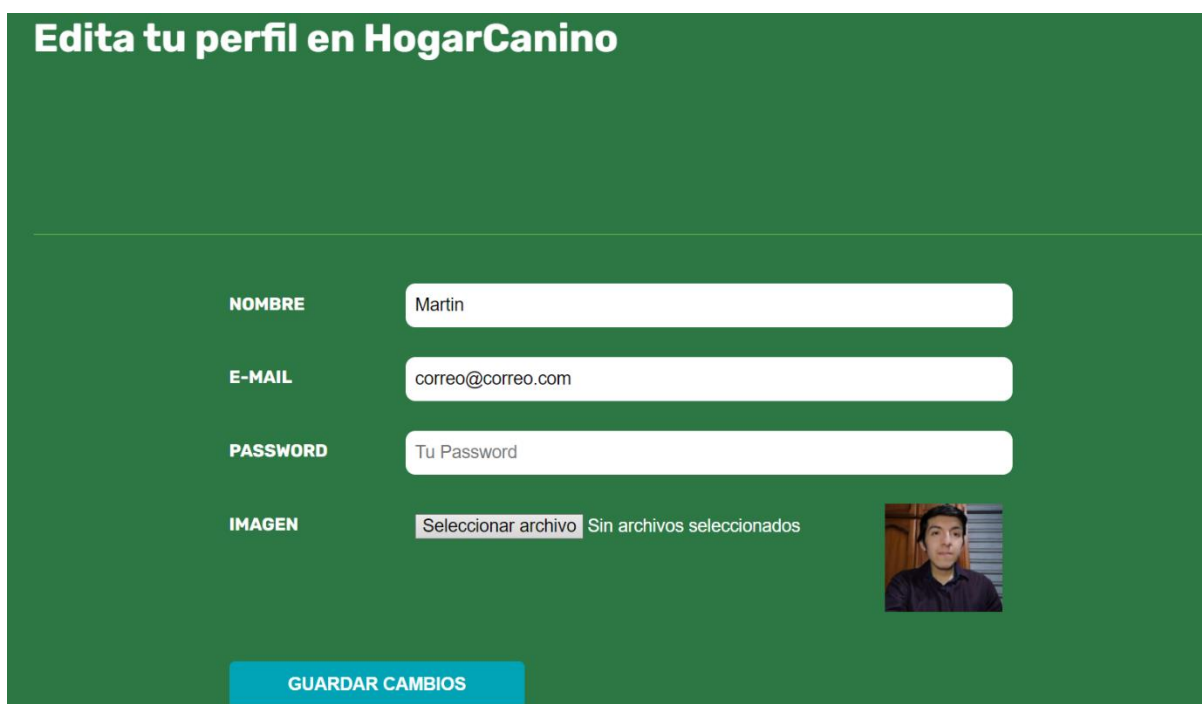 Edita tu perfil en HogarCanino
NOMBRE Martin
E-MAIL correo@correo.com
PASSWORD Tu Password
IMAGEN Seleccionar archivo Sin archivos seleccionados
GUARDAR CAMBIOS